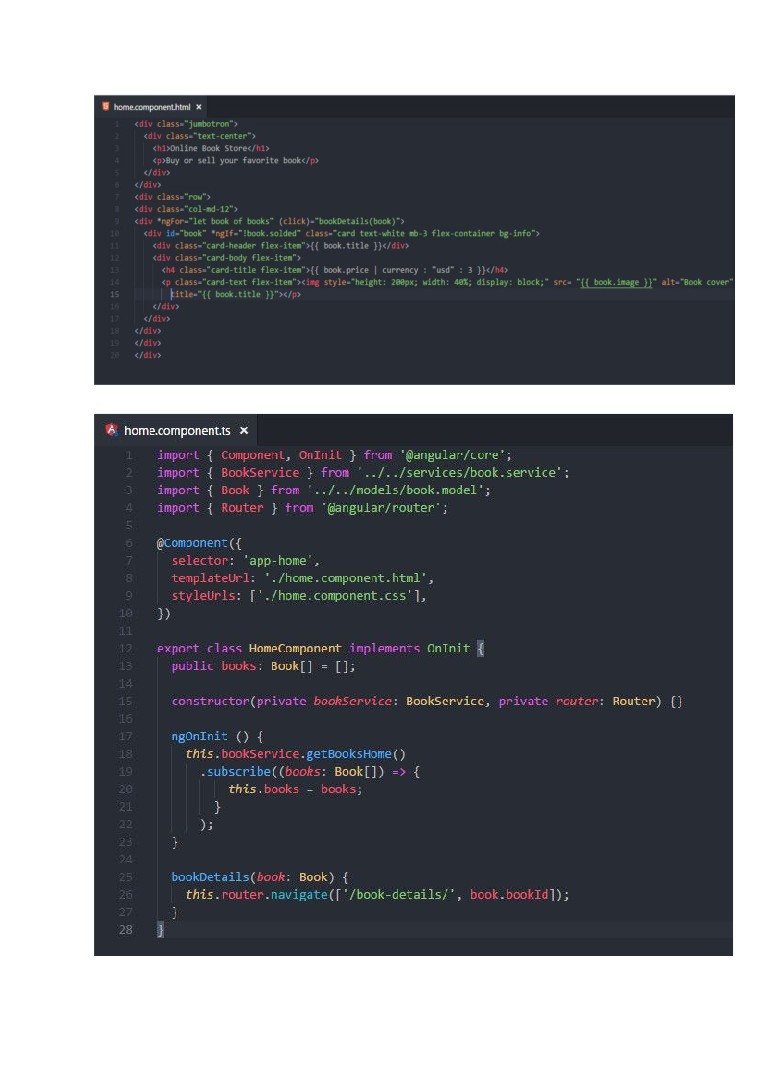 home.component.html ×
1 <div class="jumbotron">
2 <div class="text-center">
3 <h1>Online Book Store</h1>
4 <p>Buy or sell your favorite book</p>
5 </div>
6 </div>
7 <div class="row">
8 <div class="col-md-12">
9 <div *ngFor="let book of books" (click)="bookDetails(book)">
10 <div id="book" *ngIf="!book.solded" class="card text-white mb-3 flex-container bg-info">
11 <div class="card-header flex-item">{{ book.title }}</div>
12 <div class="card-body flex-item">
13 <h4 class="card-title flex-item">{{ book.price | currency : "usd" : 3 }}</h4>
14 <p class="card-text flex-item"><img style="height: 200px; width: 40%; display: block;" src= "{{ book.image }}" alt="Book cover"
15 title="{{ book.title }}"></p>
16 </div>
17 </div>
18 </div>
19 </div>
20 </div>
home.component.ts ×
1 import { Component, OnInit } from '@angular/core';
2 import { BookService } from '../../services/book.service';
3 import { Book } from '../../models/book.model';
4 import { Router } from '@angular/router';
5
6 @Component({
7 selector: 'app-home',
8 templateUrl: './home.component.html',
9 styleUrls: ['./home.component.css'],
10 })
11
12 export class HomeComponent implements OnInit {
13 public books: Book[] = [];
14
15 constructor(private bookService: BookService, private router: Router) {}
16
17 ngOnInit () {
18 this.bookService.getBooksHome()
19 .subscribe((books: Book[]) => {
20 this.books = books;
21 }
22 );
23 }
24
25 bookDetails(book: Book) {
26 this.router.navigate(['/book-details/', book.bookId]);
27 }
28 }